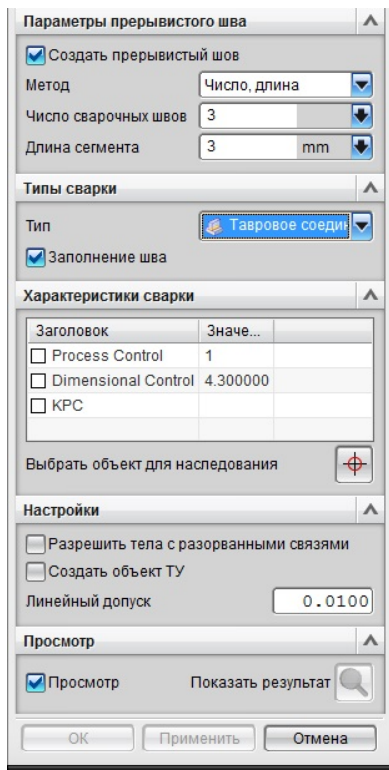 Параметры прерывистого шва
Создать прерывистый шов
Метод Число, длина
Число сварочных швов 3
Длина сегмента 3 mm
Типы сварки
Тип Тавровое соедин
Заполнение шва
Характеристики сварки
Заголовок Значе...
Process Control 1
Dimensional Control 4.300000
KPC
Выбрать объект для наследования
Настройки
Разрешить тела с разорванными связями
Создать объект ТУ
Линейный допуск 0.0100
Просмотр
Просмотр Показать результат
ОК Применить Отмена